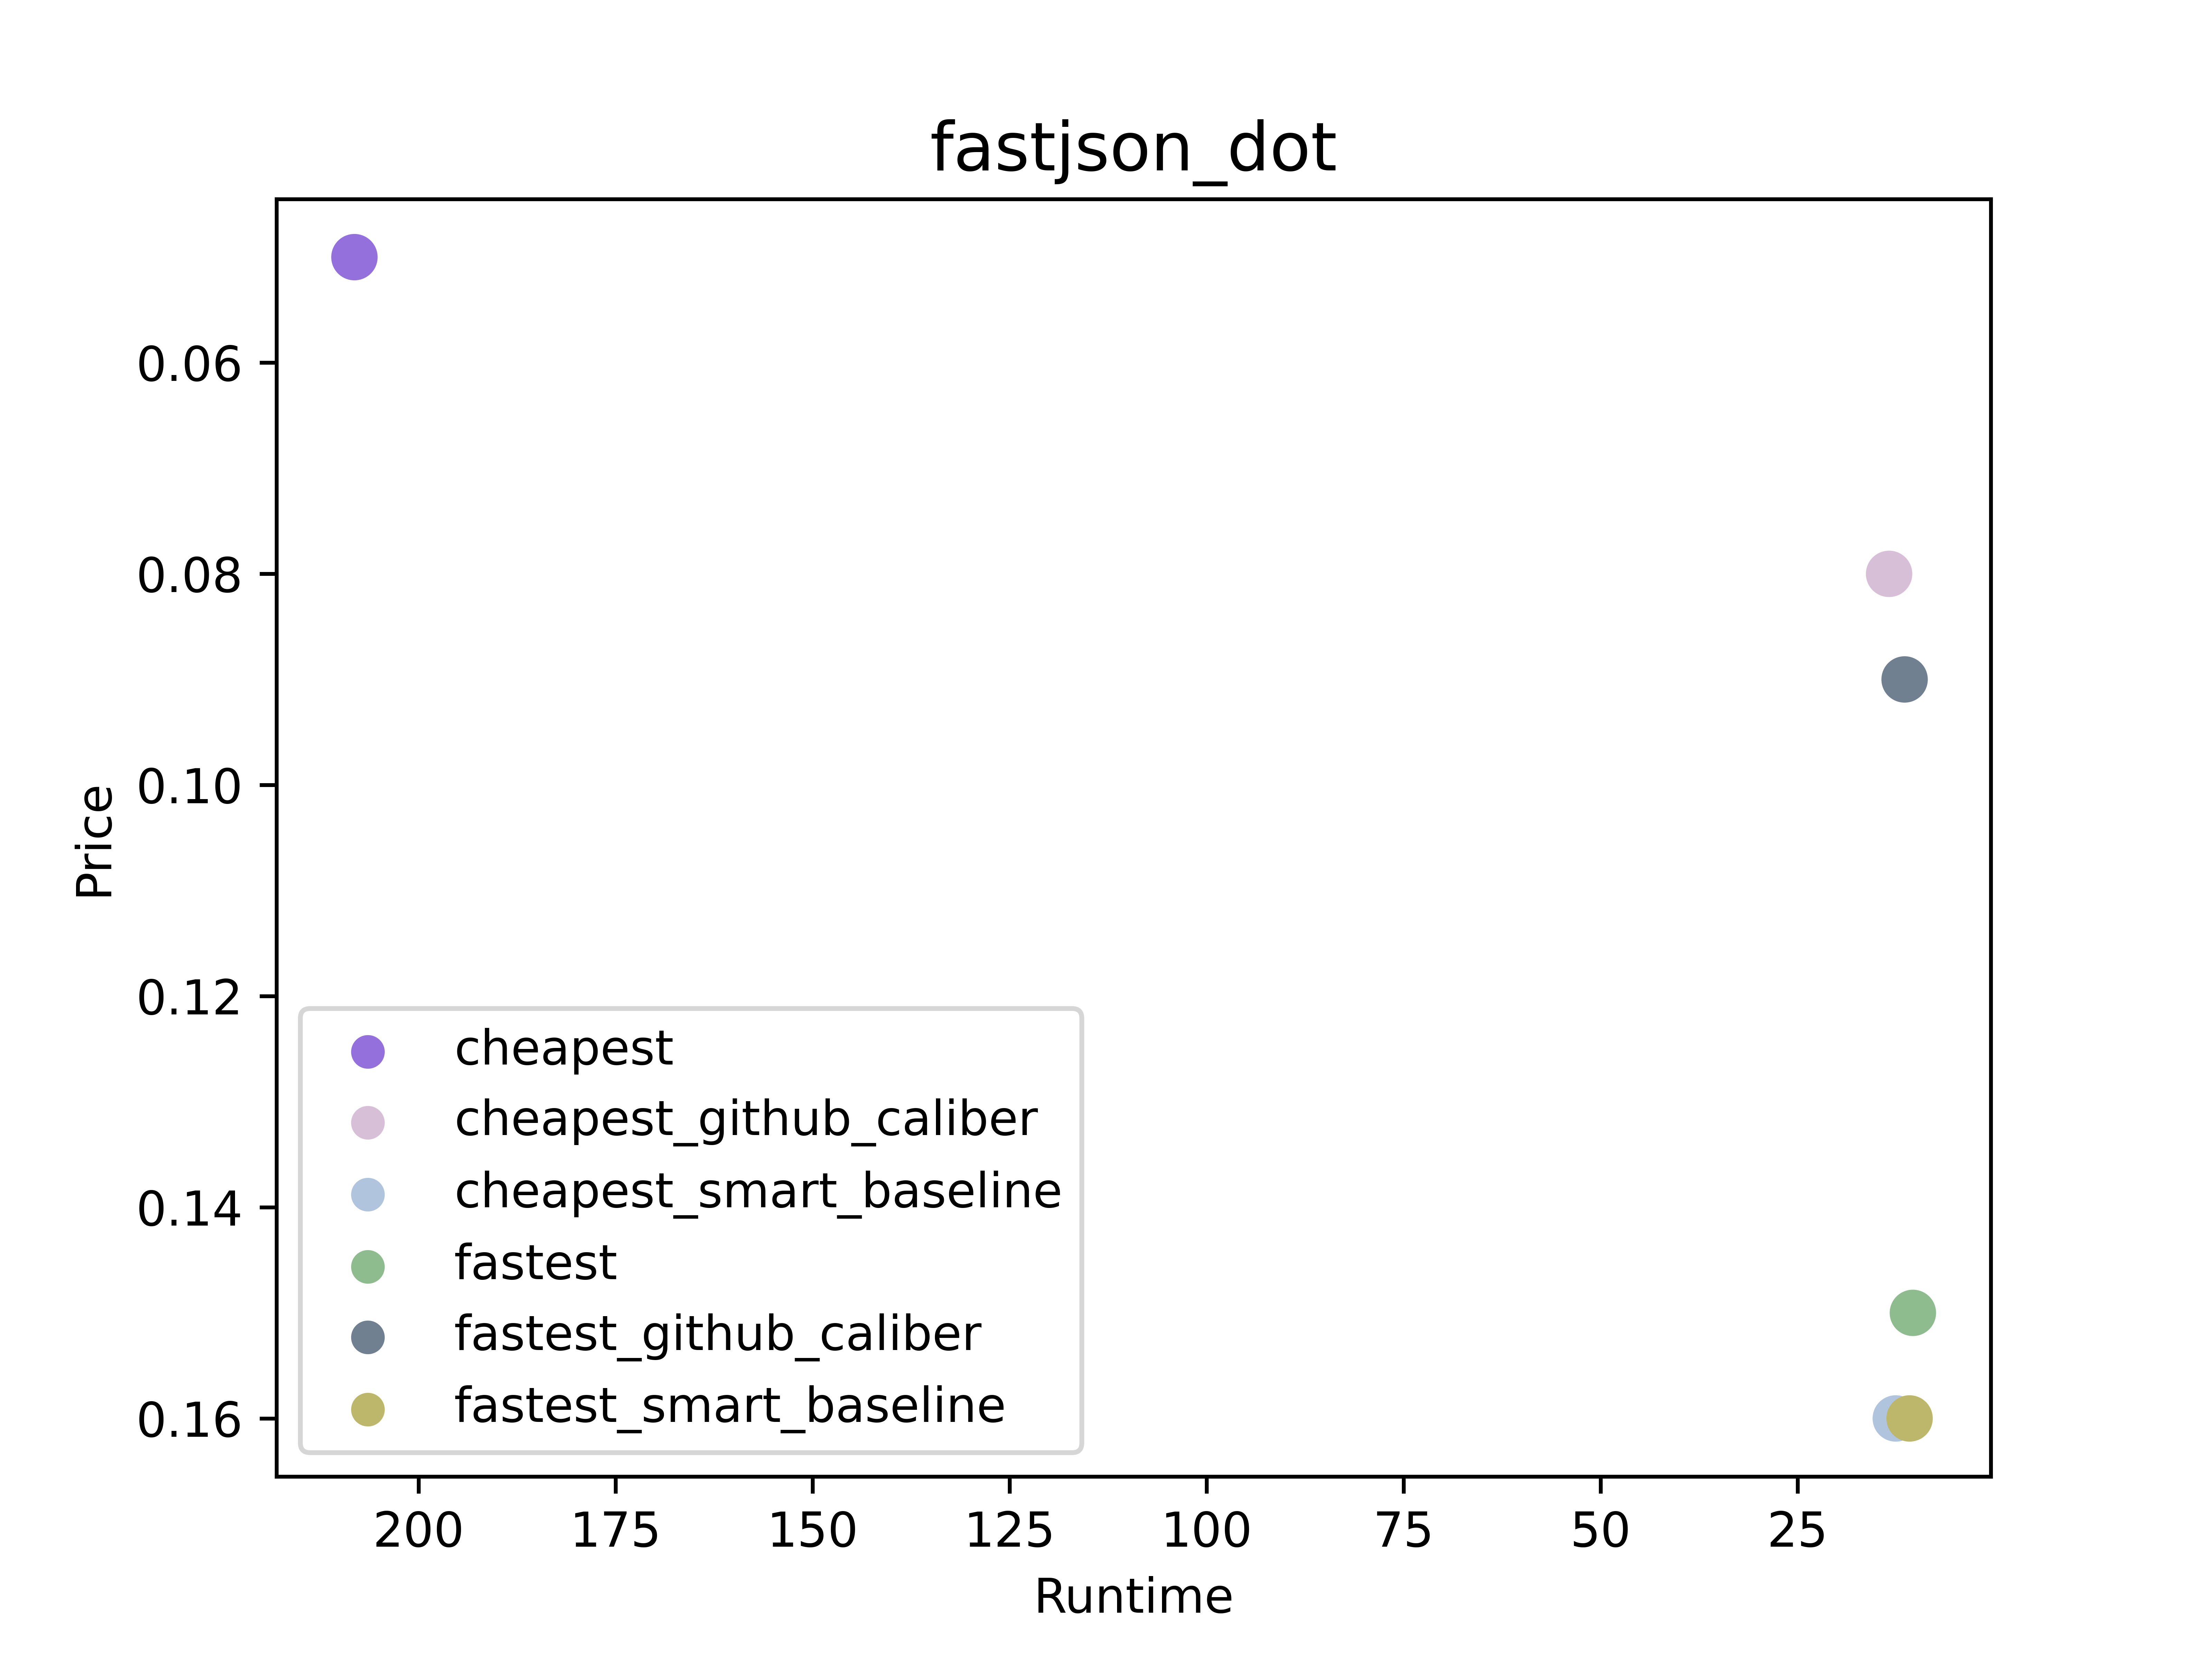 fastjson_dot
Price
0.06
0.08
0.10
0.12
0.14
0.16
cheapest
cheapest_github_caliber
cheapest_smart_baseline
fastest
fastest_github_caliber
fastest_smart_baseline
200 175 150 125 100 75 50 25
Runtime